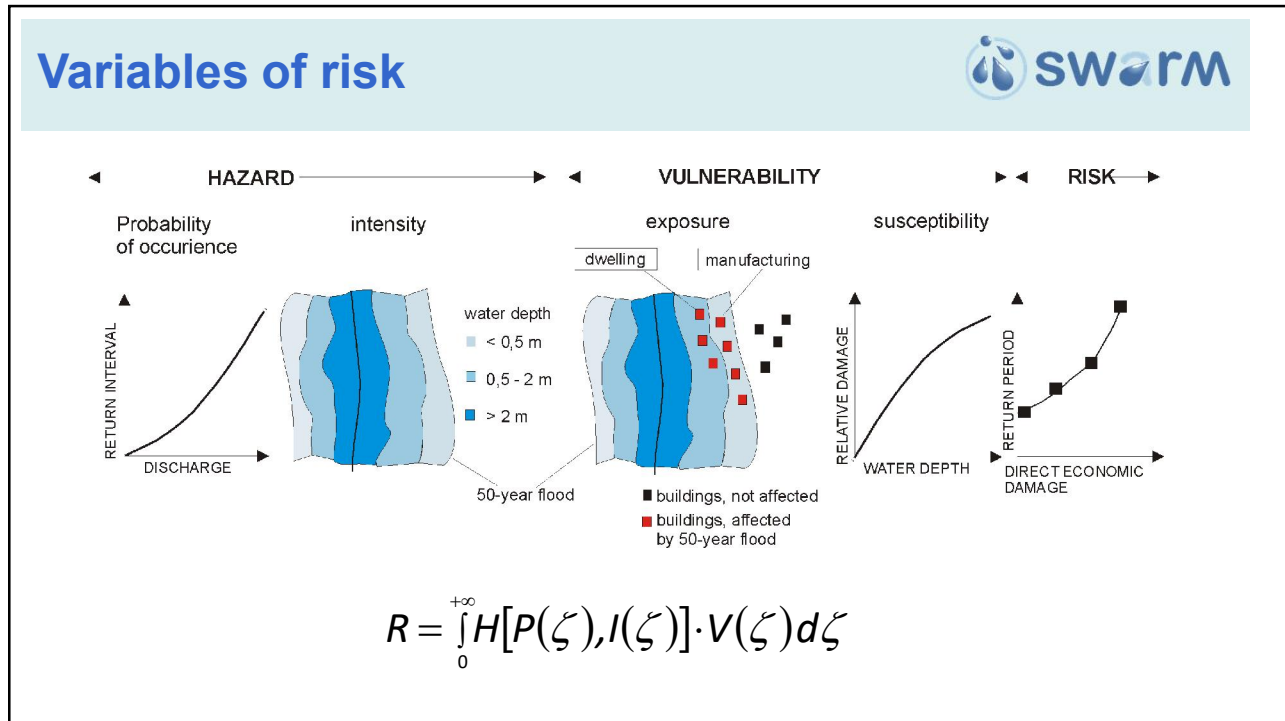 Variables of risk
swarm
HAZARD
VULNERABILITY
RISK
Probability
of occurience
intensity
exposure
susceptibility
dwelling
manufacturing
RETURN INTERVAL
DISCHARGE
water depth
< 0,5 m
0,5 - 2 m
> 2 m
50-year flood
buildings, not affected
buildings, affected
by 50-year flood
RELATIVE DAMAGE
WATER DEPTH
RETURN PERIOD
DIRECT ECONOMIC
DAMAGE
R = ∫₀⁺∞ H[P(ζ),I(ζ)]·V(ζ)dζ